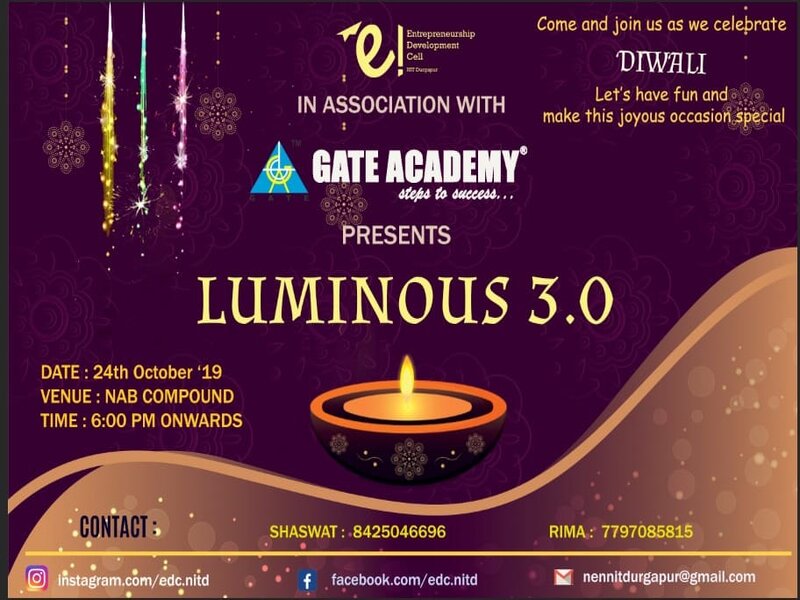 Entrepreneurship
Development
Cell
NIT Durgapur
IN ASSOCIATION WITH
GATE ACADEMY®
steps to success...
TM
GATE
PRESENTS
Come and join us as we celebrate
DIWALI
Let's have fun and
make this joyous occasion special
LUMINOUS 3.0
DATE : 24th October ‘19
VENUE : NAB COMPOUND
TIME : 6:00 PM ONWARDS
CONTACT :
SHASWAT : 8425046696
RIMA : 7797085815
instagram.com/edc.nitd
facebook.com/edc.nitd
nennitdurgapur@gmail.com